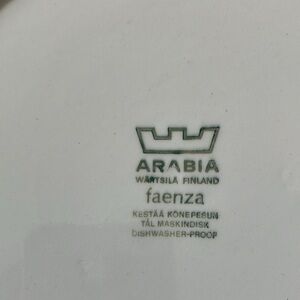 ARABIA
WÄRTSILÄ FINLAND
faenza
KESTÄÄ KONEPESUN
TÅL MASKINDISK
DISHWASHER-PROOF